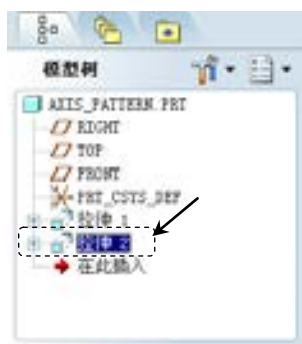 模型树
AXIS_PATTERN.PRT
RIGHT
TOP
FRONT
PRT_CSYS_DEF
拉伸 1
拉伸 2
在此插入